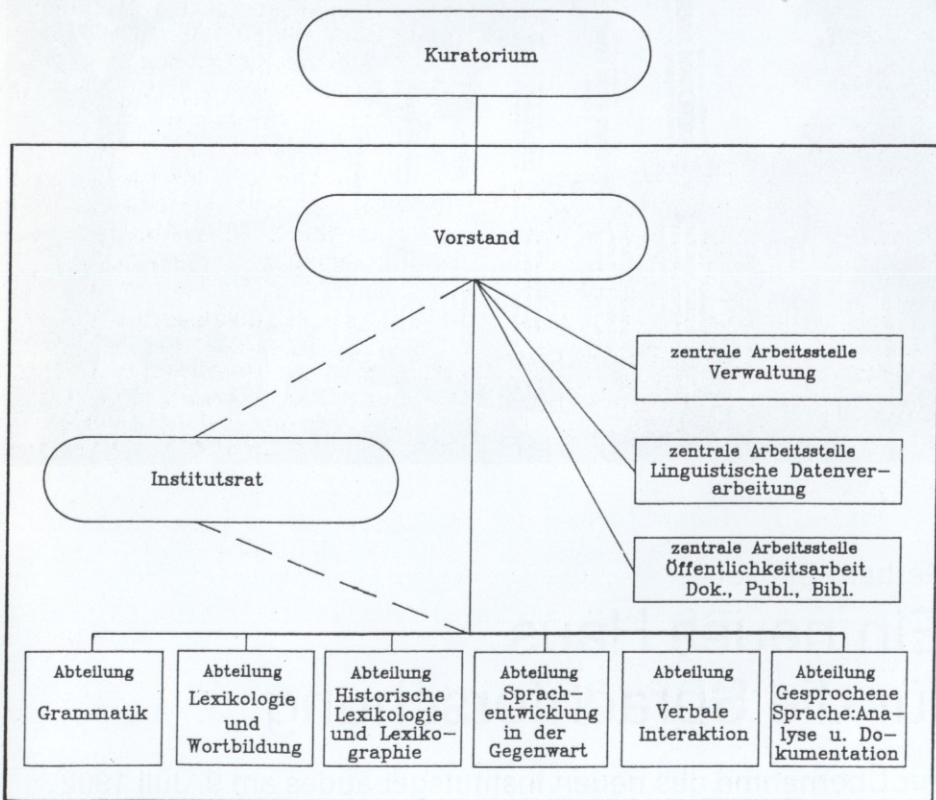 Kuratorium
Vorstand
zentrale Arbeitsstelle
Verwaltung
Institutsrat
zentrale Arbeitsstelle
Linguistische Datenver-
arbeitung
zentrale Arbeitsstelle
Öffentlichkeitsarbeit
Dok., Publ., Bibl.
Abteilung
Grammatik
Abteilung
Lexikologie
und
Wortbildung
Abteilung
Historische
Lexikologie
und Lexiko-
graphie
Abteilung
Sprach-
entwicklung
in der
Gegenwart
Abteilung
Verbale
Interaktion
Abteilung
Gesprochene
Sprache:Ana-
lyse u. Do-
kumentation